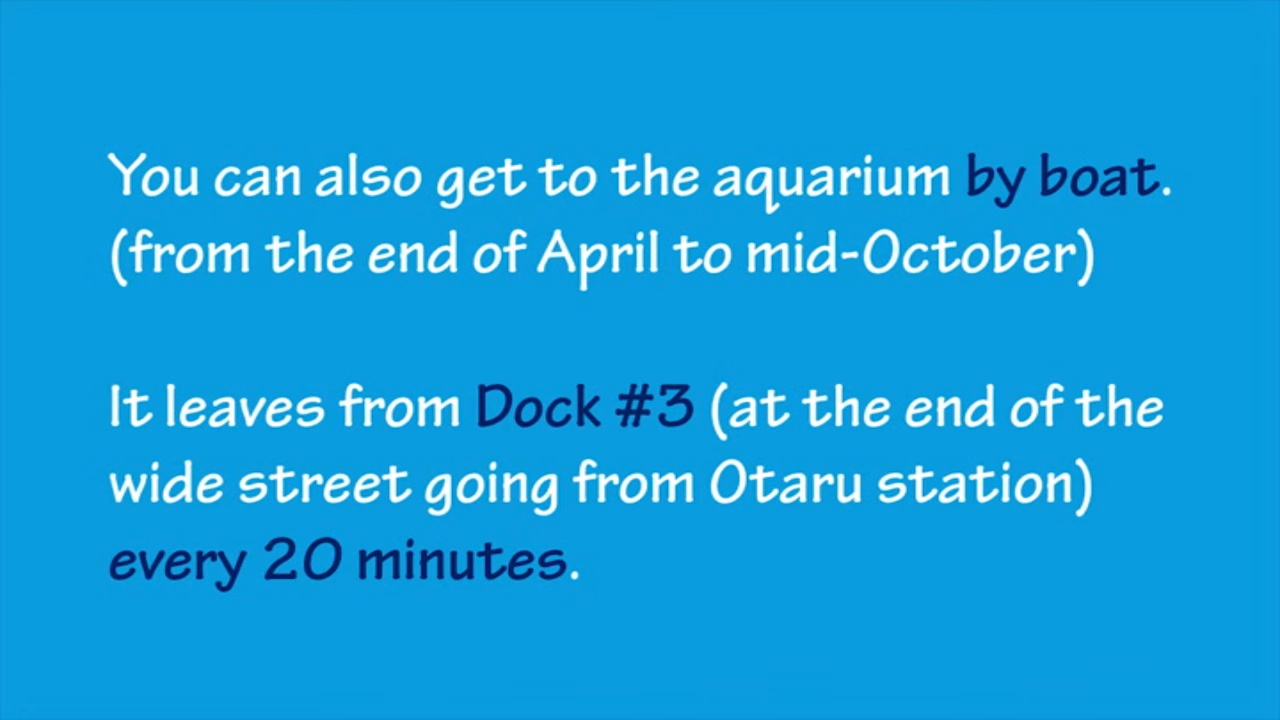 You can also get to the aquarium by boat.
(from the end of April to mid-October)
It leaves from Dock #3 (at the end of the
wide street going from Otaru station)
every 20 minutes.